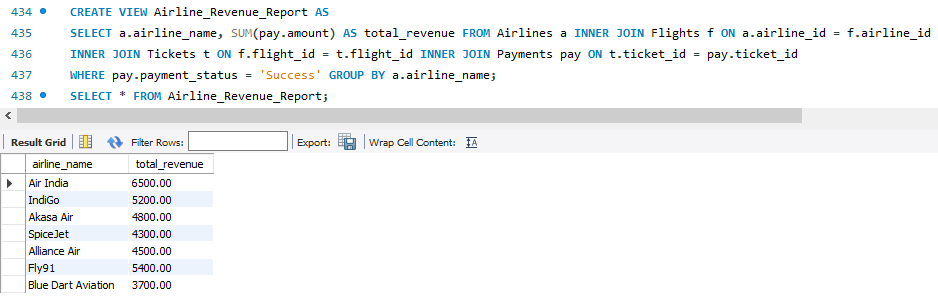 434 CREATE VIEW Airline_Revenue_Report AS
435 SELECT a.airline_name, SUM(pay.amount) AS total_revenue FROM Airlines a INNER JOIN Flights f ON a.airline_id = f.airline_id
436 INNER JOIN Tickets t ON f.flight_id = t.flight_id INNER JOIN Payments pay ON t.ticket_id = pay.ticket_id
437 WHERE pay.payment_status = 'Success' GROUP BY a.airline_name;
438 SELECT * FROM Airline_Revenue_Report;
Result Grid Filter Rows: Export: Wrap Cell Content:
airline_name total_revenue
Air India 6500.00
IndiGo 5200.00
Akasa Air 4800.00
SpiceJet 4300.00
Alliance Air 4500.00
Fly91 5400.00
Blue Dart Aviation 3700.00